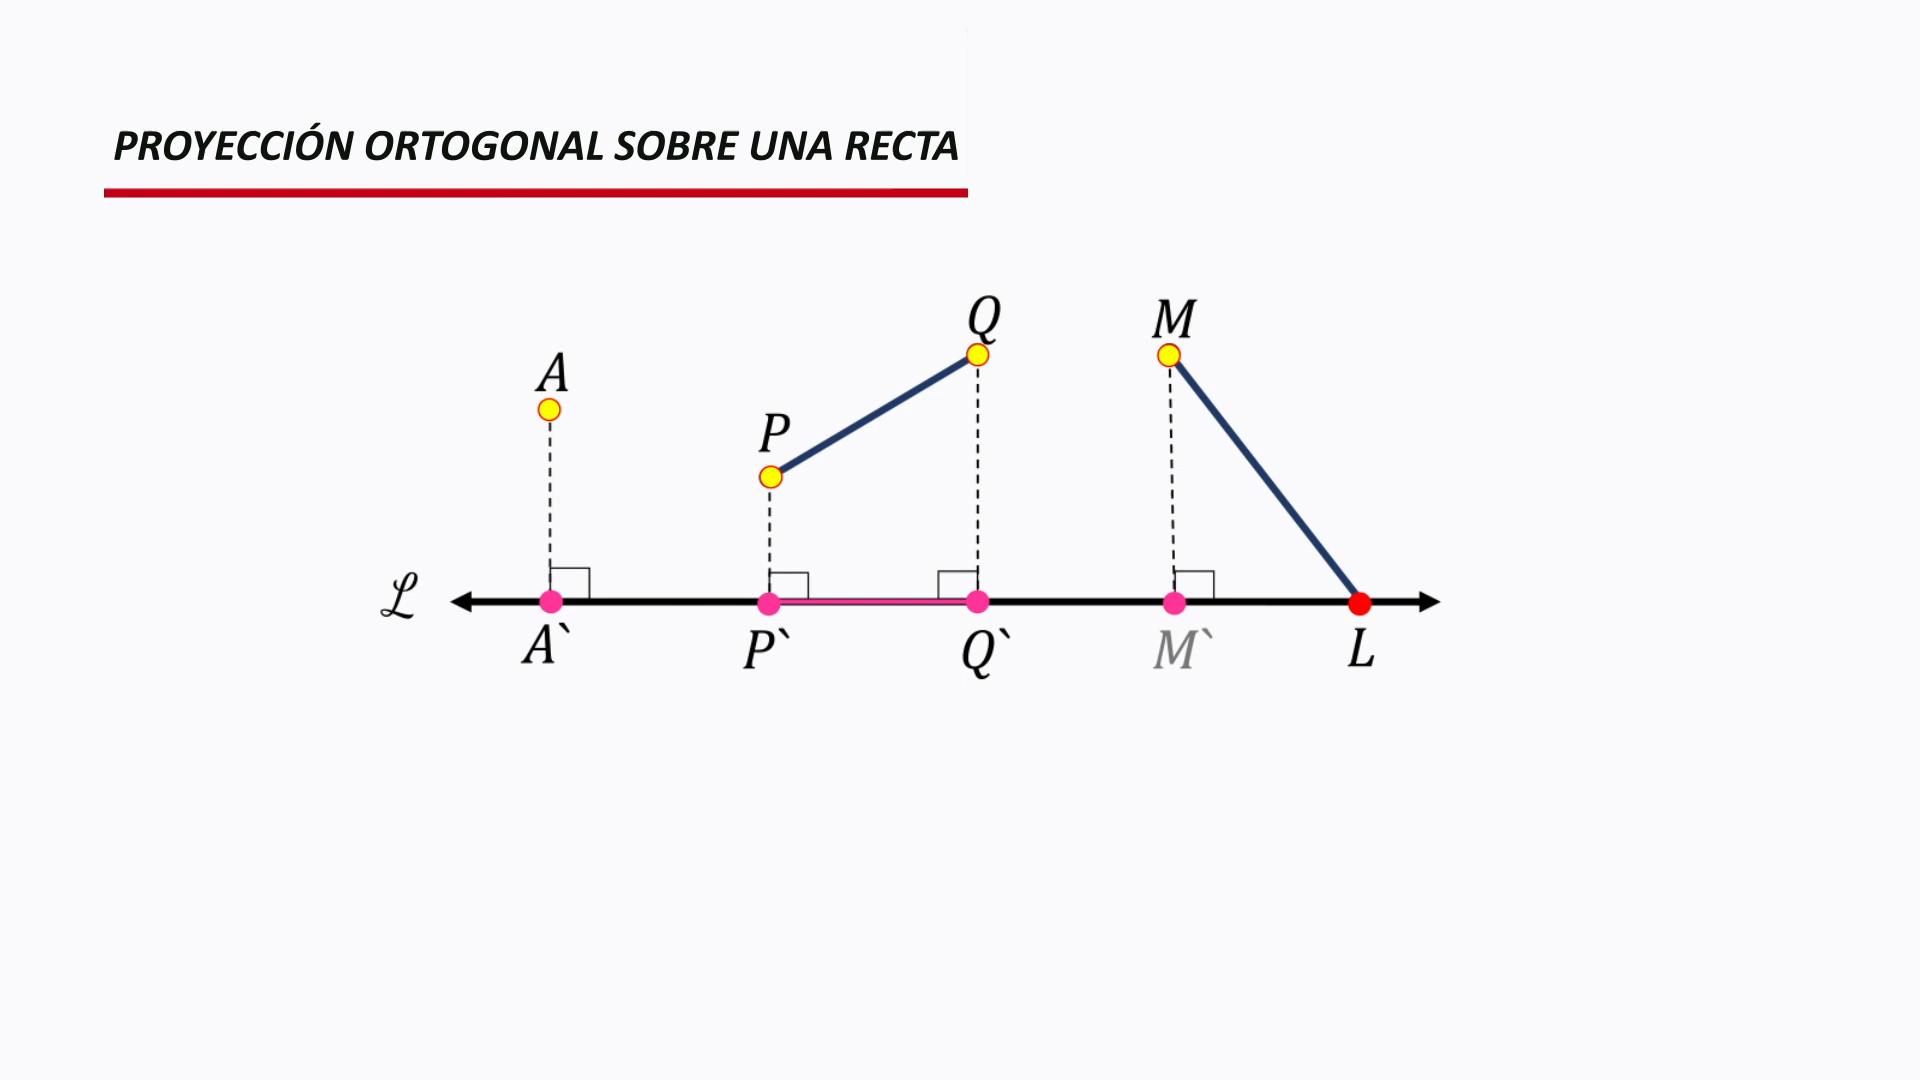 PROYECCIÓN ORTOGONAL SOBRE UNA RECTA
Q
M
A
P
ℒ
A`
P`
Q`
M`
L